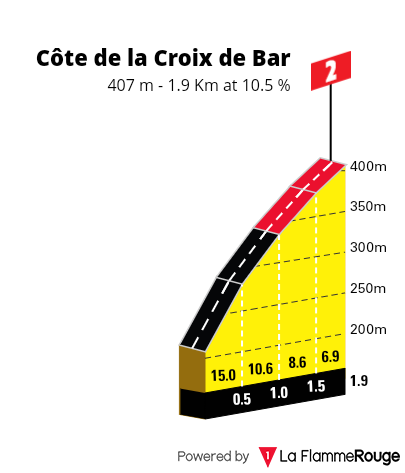 Côte de la Croix de Bar
407 m - 1.9 Km at 10.5 %
2
400m
350m
300m
250m
200m
15.0 10.6 8.6 6.9
0.5 1.0 1.5 1.9
Powered by 1 La FlammeRouge